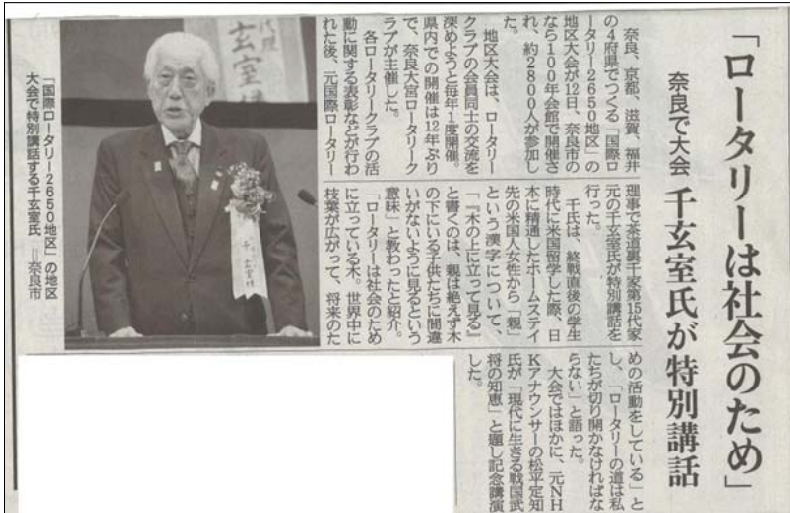 「ロータリーは社会のため」
奈良で大会 千玄室氏が特別講話
奈良、京都、滋賀、福井
の4府県でつくる「国際ロ
ータリー2650地区」の
地区大会が12日、奈良市の
なら100年会館で開催さ
れ、約2800人が参加し
た。
地区大会は、ロータリー
クラブの会員同士の交流を
深めようと毎年1度開催。
県内での開催は12年ぶり
で、奈良大宮ロータリーク
ラブが主催した。
各ロータリークラブの活
動に関する表彰などが行わ
れた後、元国際ロータリー
理事で茶道裏千家第15代家
元の千玄室氏が特別講話を
行った。
千氏は、終戦直後の学生
時代に米国留学した際、日
本に精通したホームステイ
先の米国人女性から「親」
という漢字について、
「『木の上に立って見る』
と書くのは、親は絶えず木
の下にいる子供たちに間違
いがないように見るという
意味」と教わったと紹介。
「ロータリーは社会のため
に立っている木。世界中に
枝葉が広がって、将来のた
めの活動をしている」と
し、「ロータリーの道は私
たちが切り開かなければな
らない」と語った。
大会ではほかに、元NH
Kアナウンサーの松平定知
氏が「現代に生きる戦国武
将の知恵」と題し記念講演
した。
「国際ロータリー2650地区」の地区
大会で特別講話する千玄室氏 =奈良市
代理
玄室様
千 玄室様